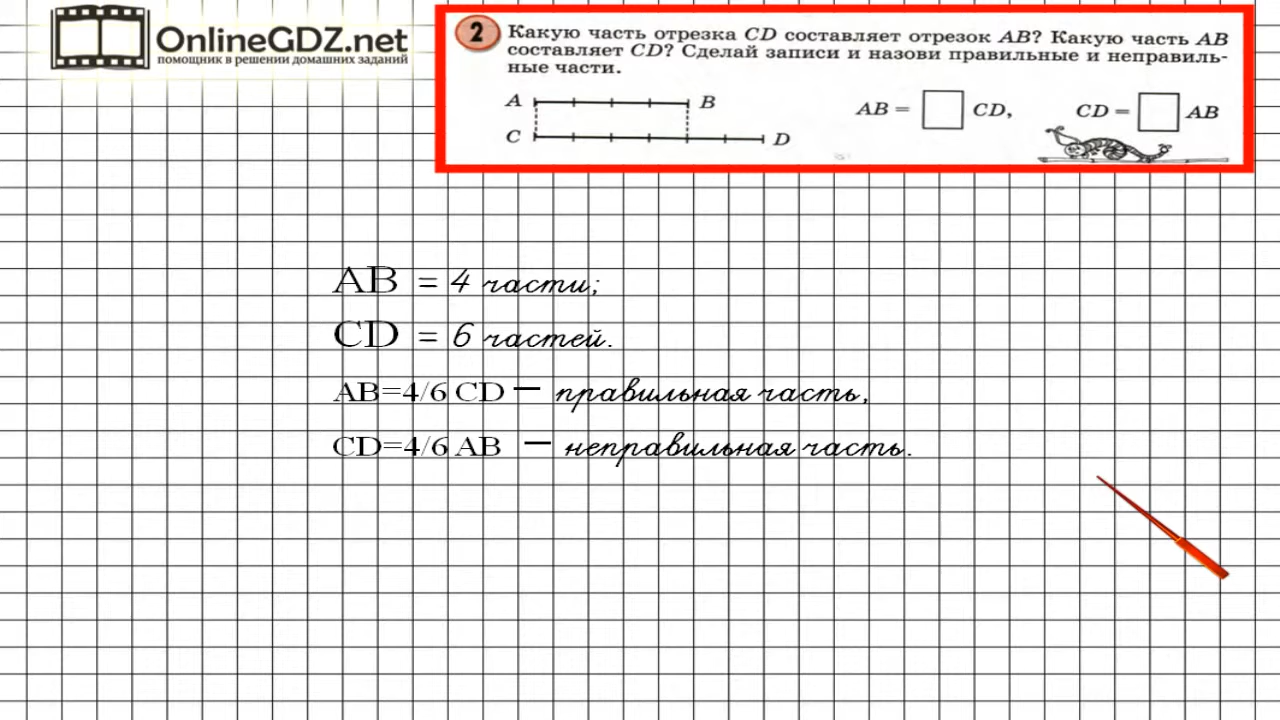 OnlineGDZ.net
помощник в решении домашних заданий
2 Какую часть отрезка CD составляет отрезок AB? Какую часть AB
составляет CD? Сделай записи и назови правильные и неправиль-
ные части.
A B
AB = CD, CD = AB
C D
AB = 4 части;
CD = 6 частей.
AB=4/6 CD – правильная часть,
CD=4/6 AB – неправильная часть.